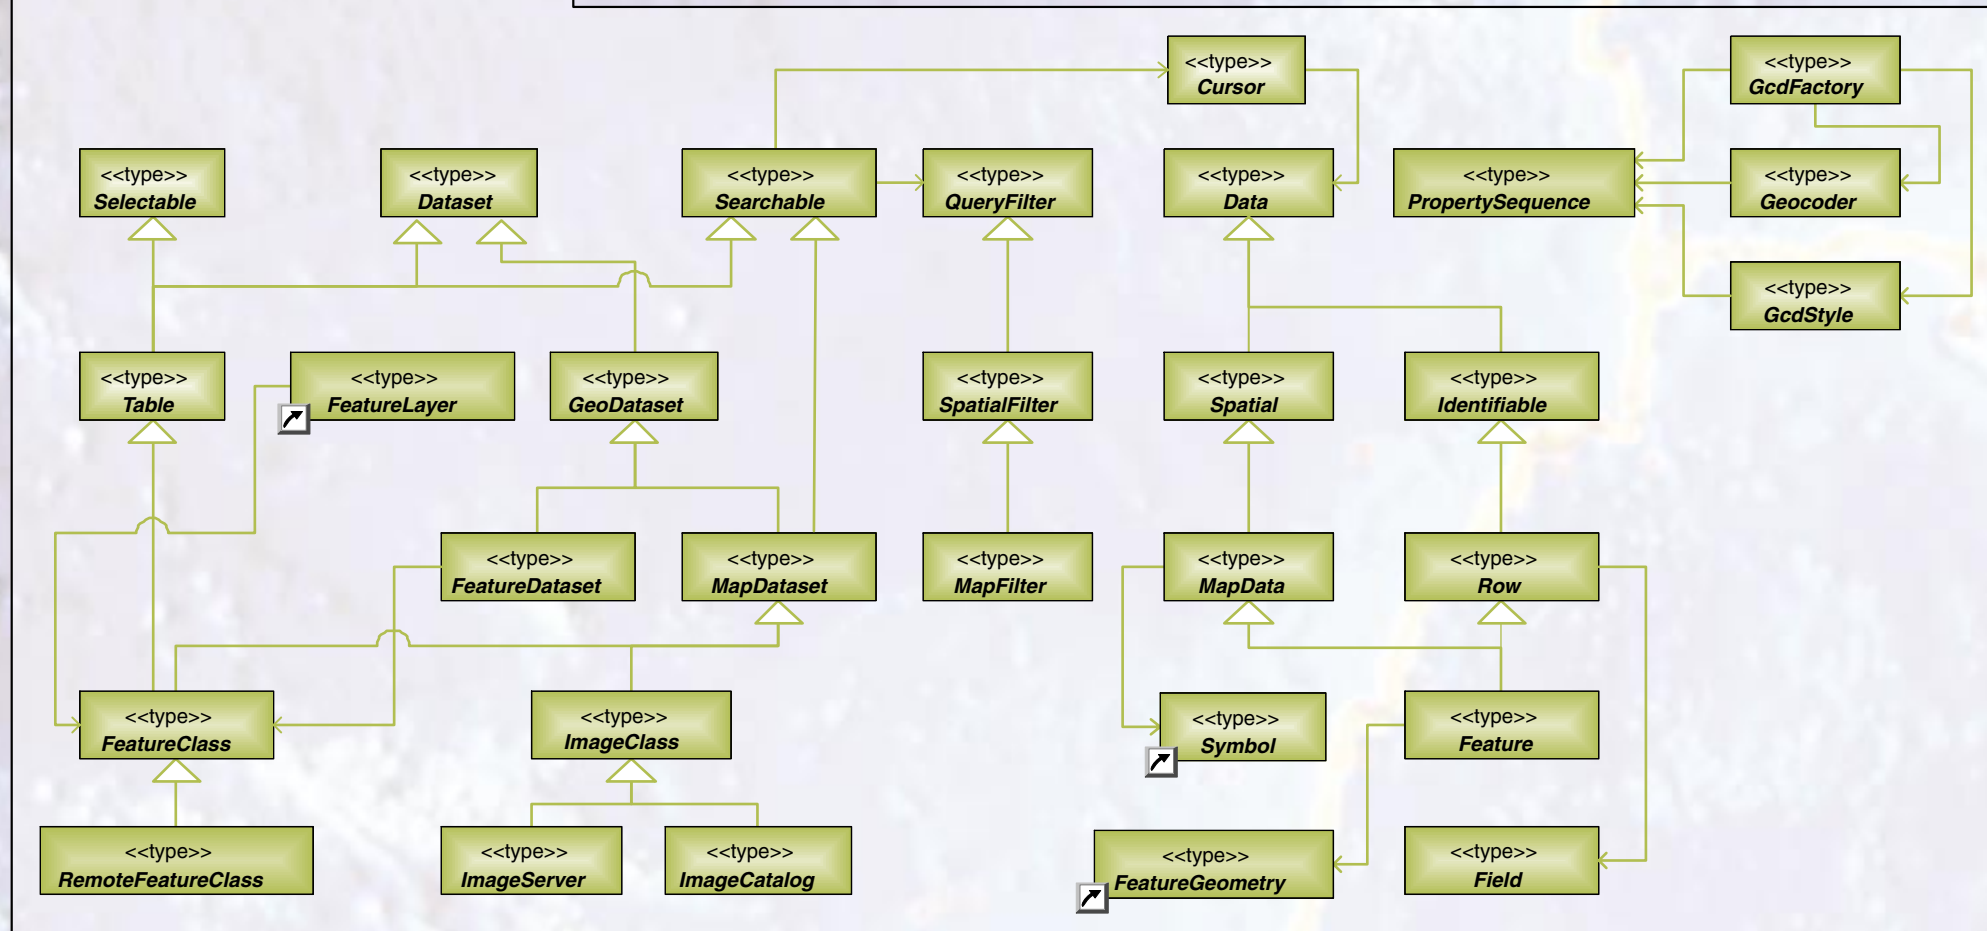 <<type>>
Cursor
<<type>>
GcdFactory
<<type>>
Selectable
<<type>>
Dataset
<<type>>
Searchable
<<type>>
QueryFilter
<<type>>
Data
<<type>>
PropertySequence
<<type>>
Geocoder
<<type>>
GcdStyle
<<type>>
Table
<<type>>
FeatureLayer
<<type>>
GeoDataset
<<type>>
SpatialFilter
<<type>>
Spatial
<<type>>
Identifiable
<<type>>
FeatureDataset
<<type>>
MapDataset
<<type>>
MapFilter
<<type>>
MapData
<<type>>
Row
<<type>>
FeatureClass
<<type>>
ImageClass
<<type>>
Symbol
<<type>>
Feature
<<type>>
RemoteFeatureClass
<<type>>
ImageServer
<<type>>
ImageCatalog
<<type>>
FeatureGeometry
<<type>>
Field